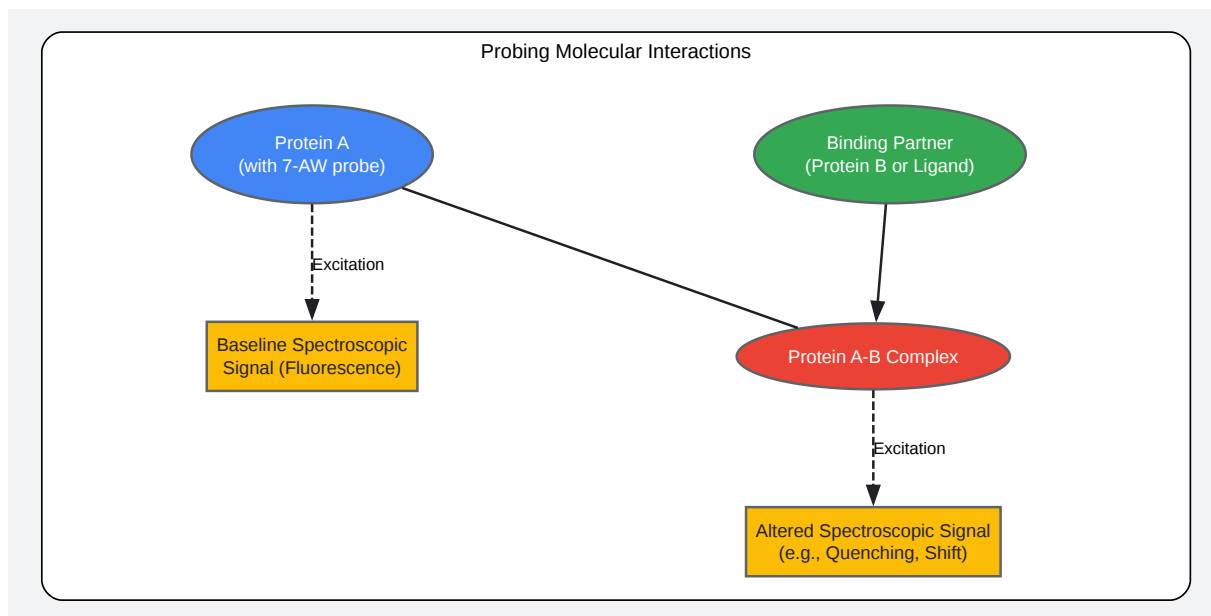 Probing Molecular Interactions
Protein A
(with 7-AW probe)
Binding Partner
(Protein B or Ligand)
Excitation
Baseline Spectroscopic
Signal (Fluorescence)
Protein A-B Complex
Excitation
Altered Spectroscopic Signal
(e.g., Quenching, Shift)